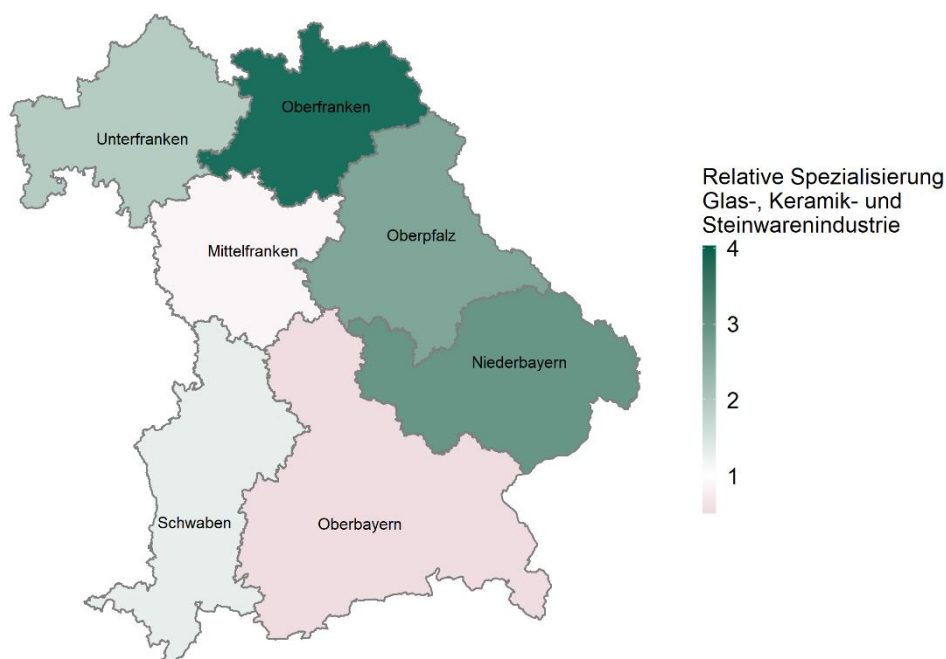 Oberfranken
Unterfranken
Oberpfalz
Mittelfranken
Niederbayern
Schwaben
Oberbayern
Relative Spezialisierung
Glas-, Keramik- und
Steinwarenindustrie
4
3
2
1